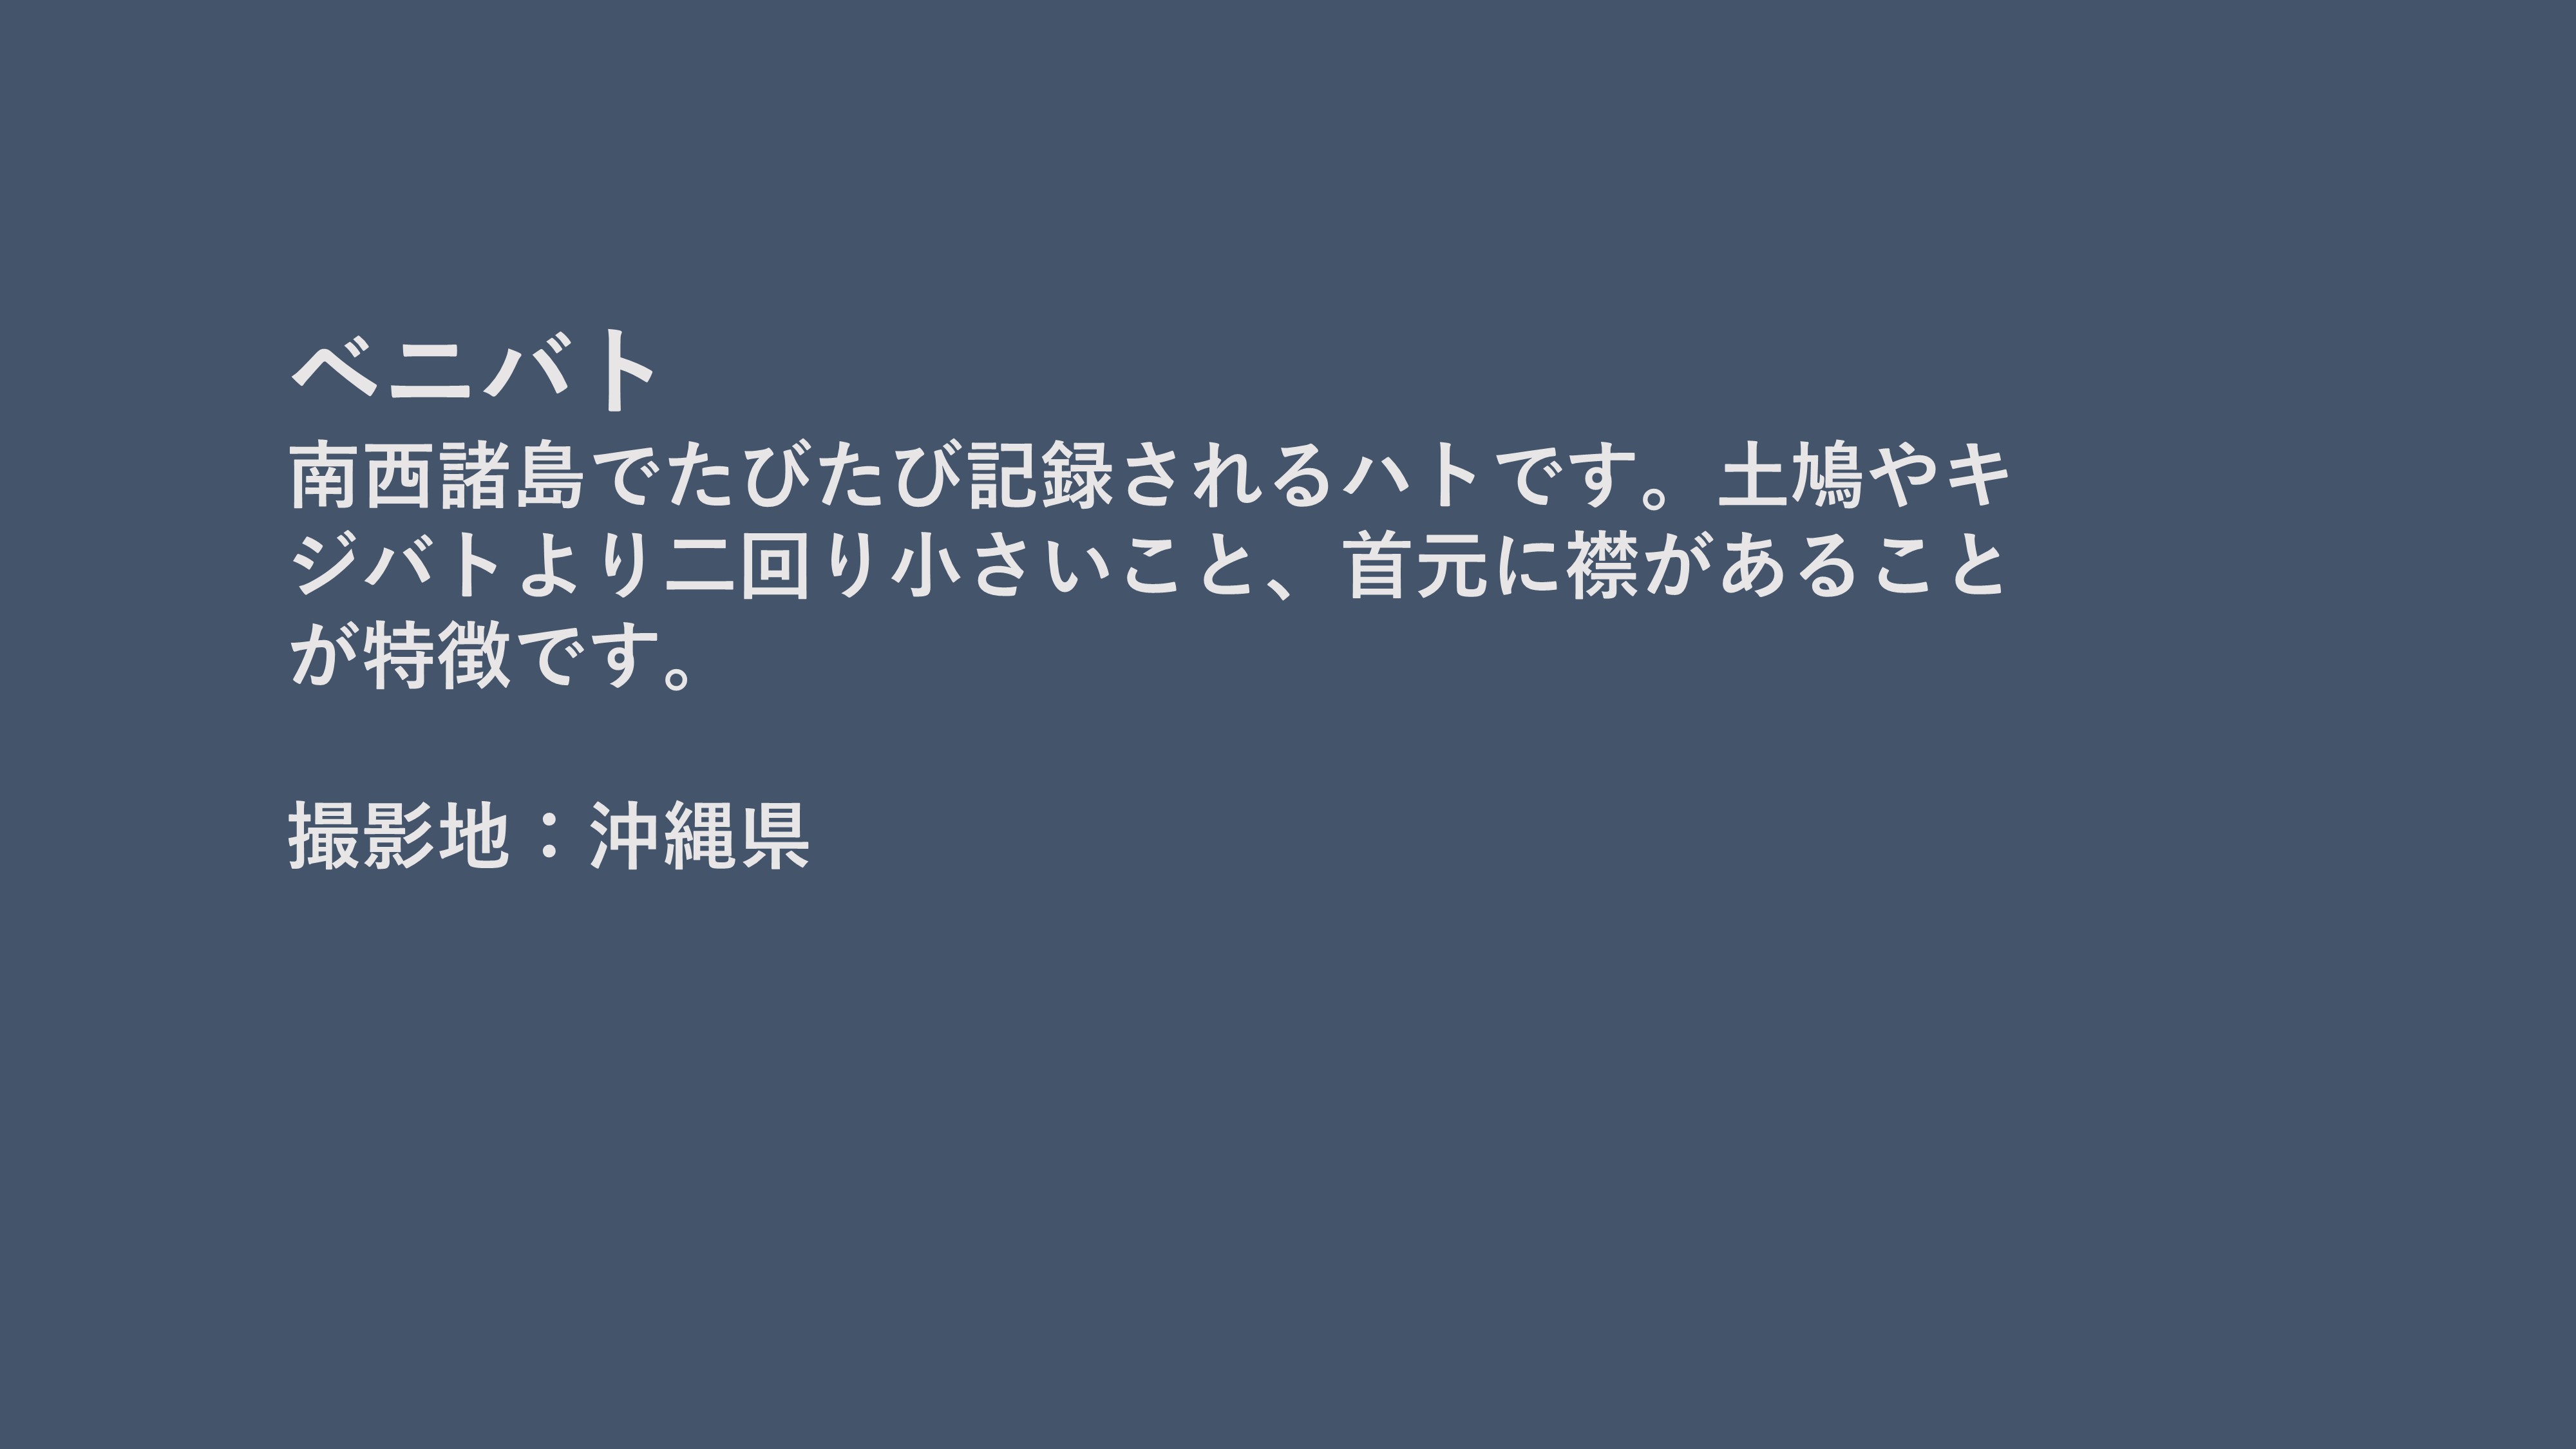 ベニバト
南西諸島でたびたび記録されるハトです。土鳩やキ
ジバトより二回り小さいこと、首元に襟があること
が特徴です。
撮影地：沖縄県